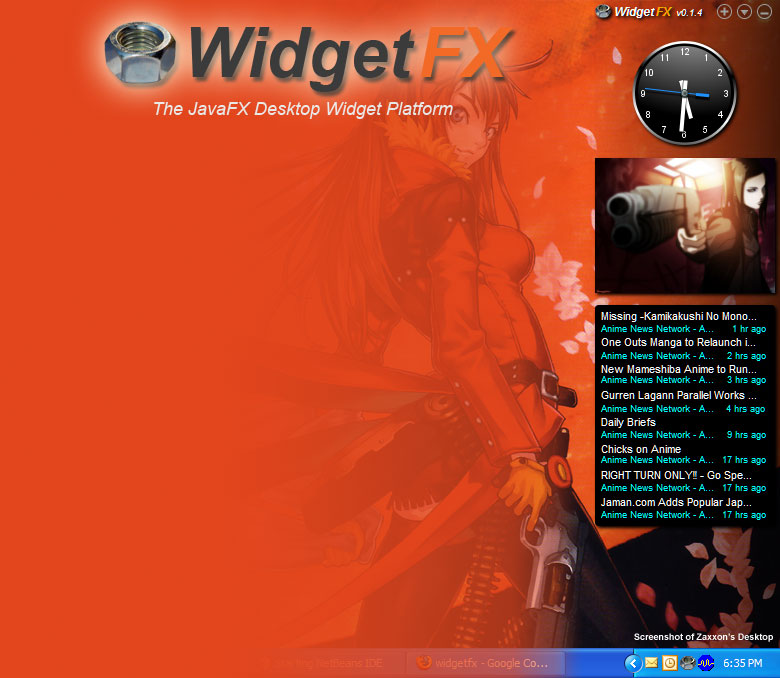 WidgetFX
The JavaFX Desktop Widget Platform
WidgetFX v0.1.4
12
1
2
3
4
5
6
7
8
9
10
11
Missing -Kamikakushi No Mono...
Anime News Network - A... 1 hr ago
One Outs Manga to Relaunch i...
Anime News Network - A... 2 hrs ago
New Mameshiba Anime to Run...
Anime News Network - A... 3 hrs ago
Gurren Lagann Parallel Works ...
Anime News Network - A... 4 hrs ago
Daily Briefs
Anime News Network - A... 9 hrs ago
Chicks on Anime
Anime News Network - A... 17 hrs ago
RIGHT TURN ONLY!! - Go Spe...
Anime News Network - A... 17 hrs ago
Jaman.com Adds Popular Jap...
Anime News Network - A... 17 hrs ago
Screenshot of Zaxxon's Desktop
Starting NetBeans IDE
widgetfx - Google Co...
6:35 PM